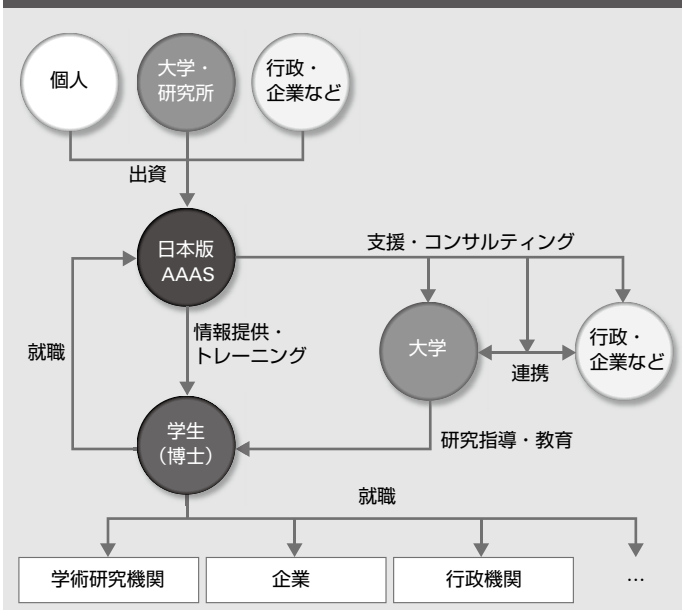 個人
大学・
研究所
行政・
企業など
出資
日本版
AAAS
支援・コンサルティング
情報提供・
トレーニング
就職
大学
行政・
企業など
連携
学生
（博士）
研究指導・教育
就職
学術研究機関
企業
行政機関
…